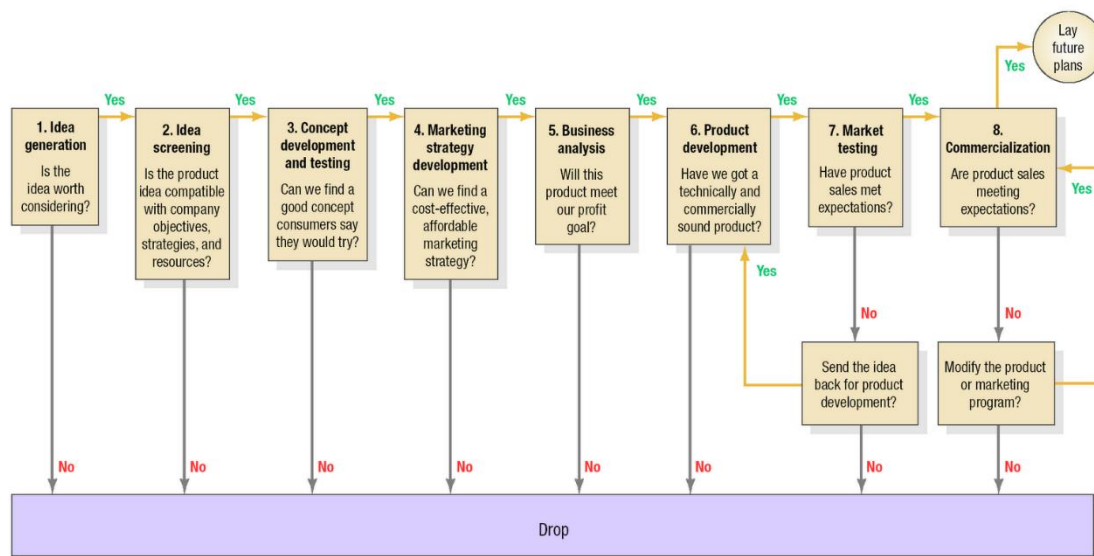 Lay
future
plans
Yes
Yes
Yes
Yes
Yes
Yes
Yes
Yes
1. Idea
generation
Is the
idea worth
considering?
2. Idea
screening
Is the product
idea compatible
with company
objectives,
strategies, and
resources?
3. Concept
development
and testing
Can we find a
good concept
consumers say
they would try?
4. Marketing
strategy
development
Can we find a
cost-effective,
affordable
marketing
strategy?
5. Business
analysis
Will this
product meet
our profit
goal?
6. Product
development
Have we got a
technically and
commercially
sound product?
7. Market
testing
Have product
sales met
expectations?
8.
Commercialization
Are product sales
meeting
expectations?
Yes
Yes
No
No
Send the idea
back for product
development?
Modify the product
or marketing
program?
No
No
No
No
No
No
No
No
Drop